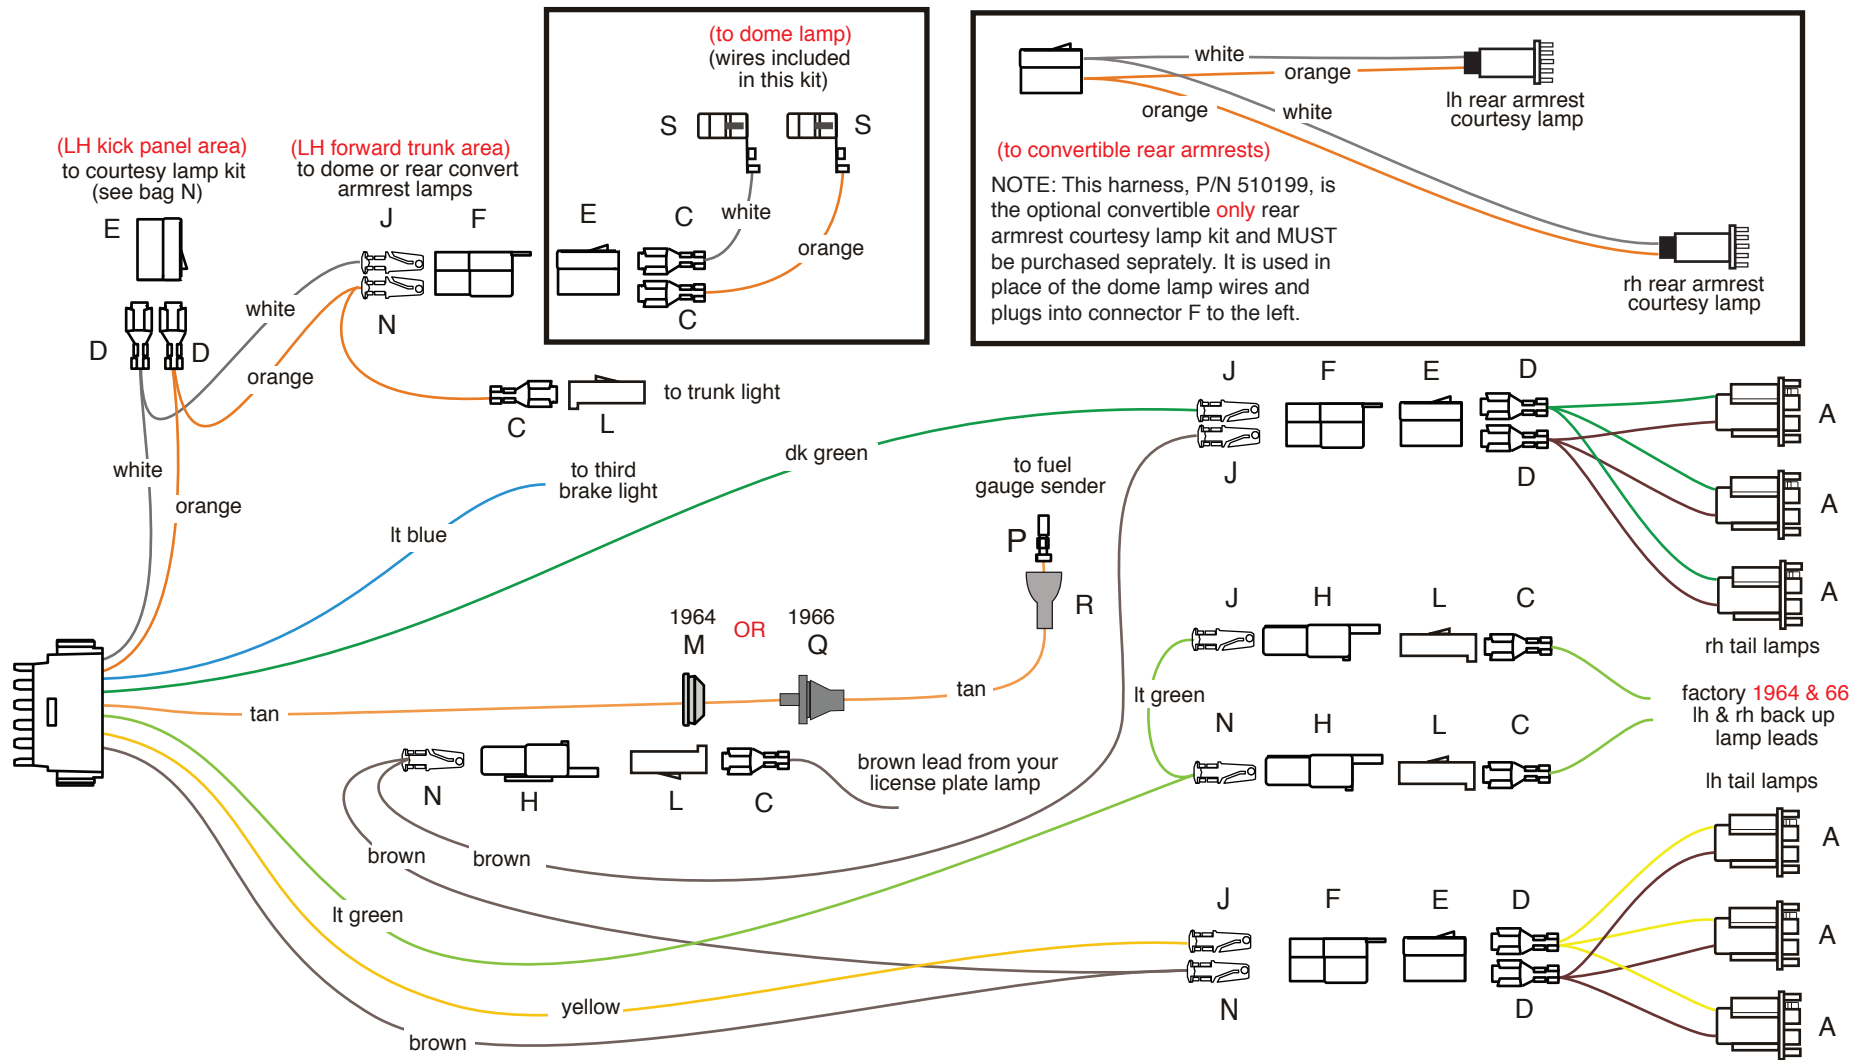 (to dome lamp)
(wires included
in this kit)
S
S
E
C
white
orange
C
white
orange
orange
white
lh rear armrest
courtesy lamp
(to convertible rear armrests)
NOTE: This harness, P/N 510199, is
the optional convertible only rear
armrest courtesy lamp kit and MUST
be purchased seprately. It is used in
place of the dome lamp wires and
plugs into connector F to the left.
rh rear armrest
courtesy lamp
(LH kick panel area)
to courtesy lamp kit
(see bag N)
E
D
D
(LH forward trunk area)
to dome or rear convert
armrest lamps
J
F
N
white
orange
C
L
to trunk light
white
orange
to third
brake light
lt blue
dk green
to fuel
gauge sender
P
R
1964
M
OR
1966
Q
tan
tan
N
H
L
C
brown lead from your
license plate lamp
brown
brown
lt green
yellow
brown
J
F
E
D
J
D
A
A
A
rh tail lamps
J
H
L
C
lt green
N
H
L
C
factory 1964 & 66
lh & rh back up
lamp leads
lh tail lamps
J
F
E
D
N
D
A
A
A